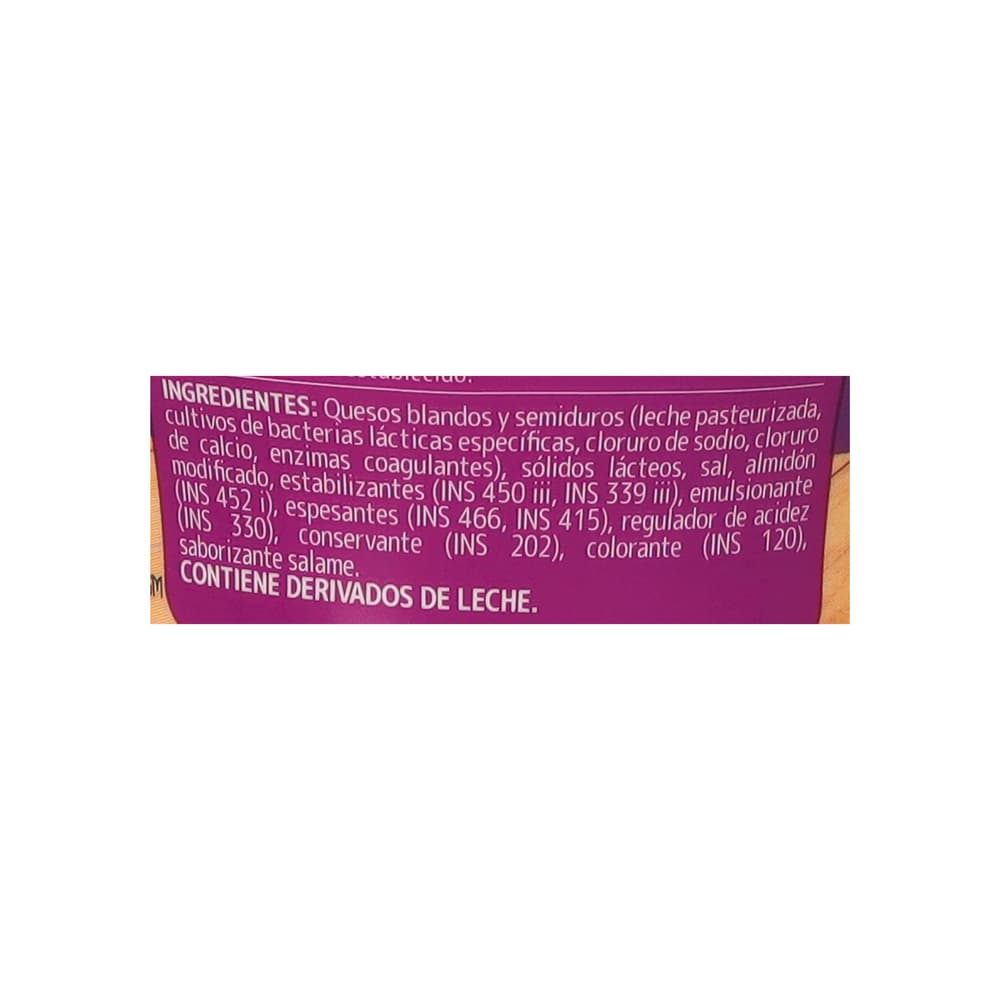 INGREDIENTES: Quesos blandos y semiduros (leche pasteurizada,
cultivos de bacterias lácticas específicas, cloruro de sodio, cloruro
de calcio, enzimas coagulantes), sólidos lácteos, sal, almidón
modificado, estabilizantes (INS 450 iii, INS 339 iii), emulsionante
(INS 452 i), espesantes (INS 466, INS 415), regulador de acidez
(INS 330), conservante (INS 202), colorante (INS 120),
saborizante salame.
CONTIENE DERIVADOS DE LECHE.